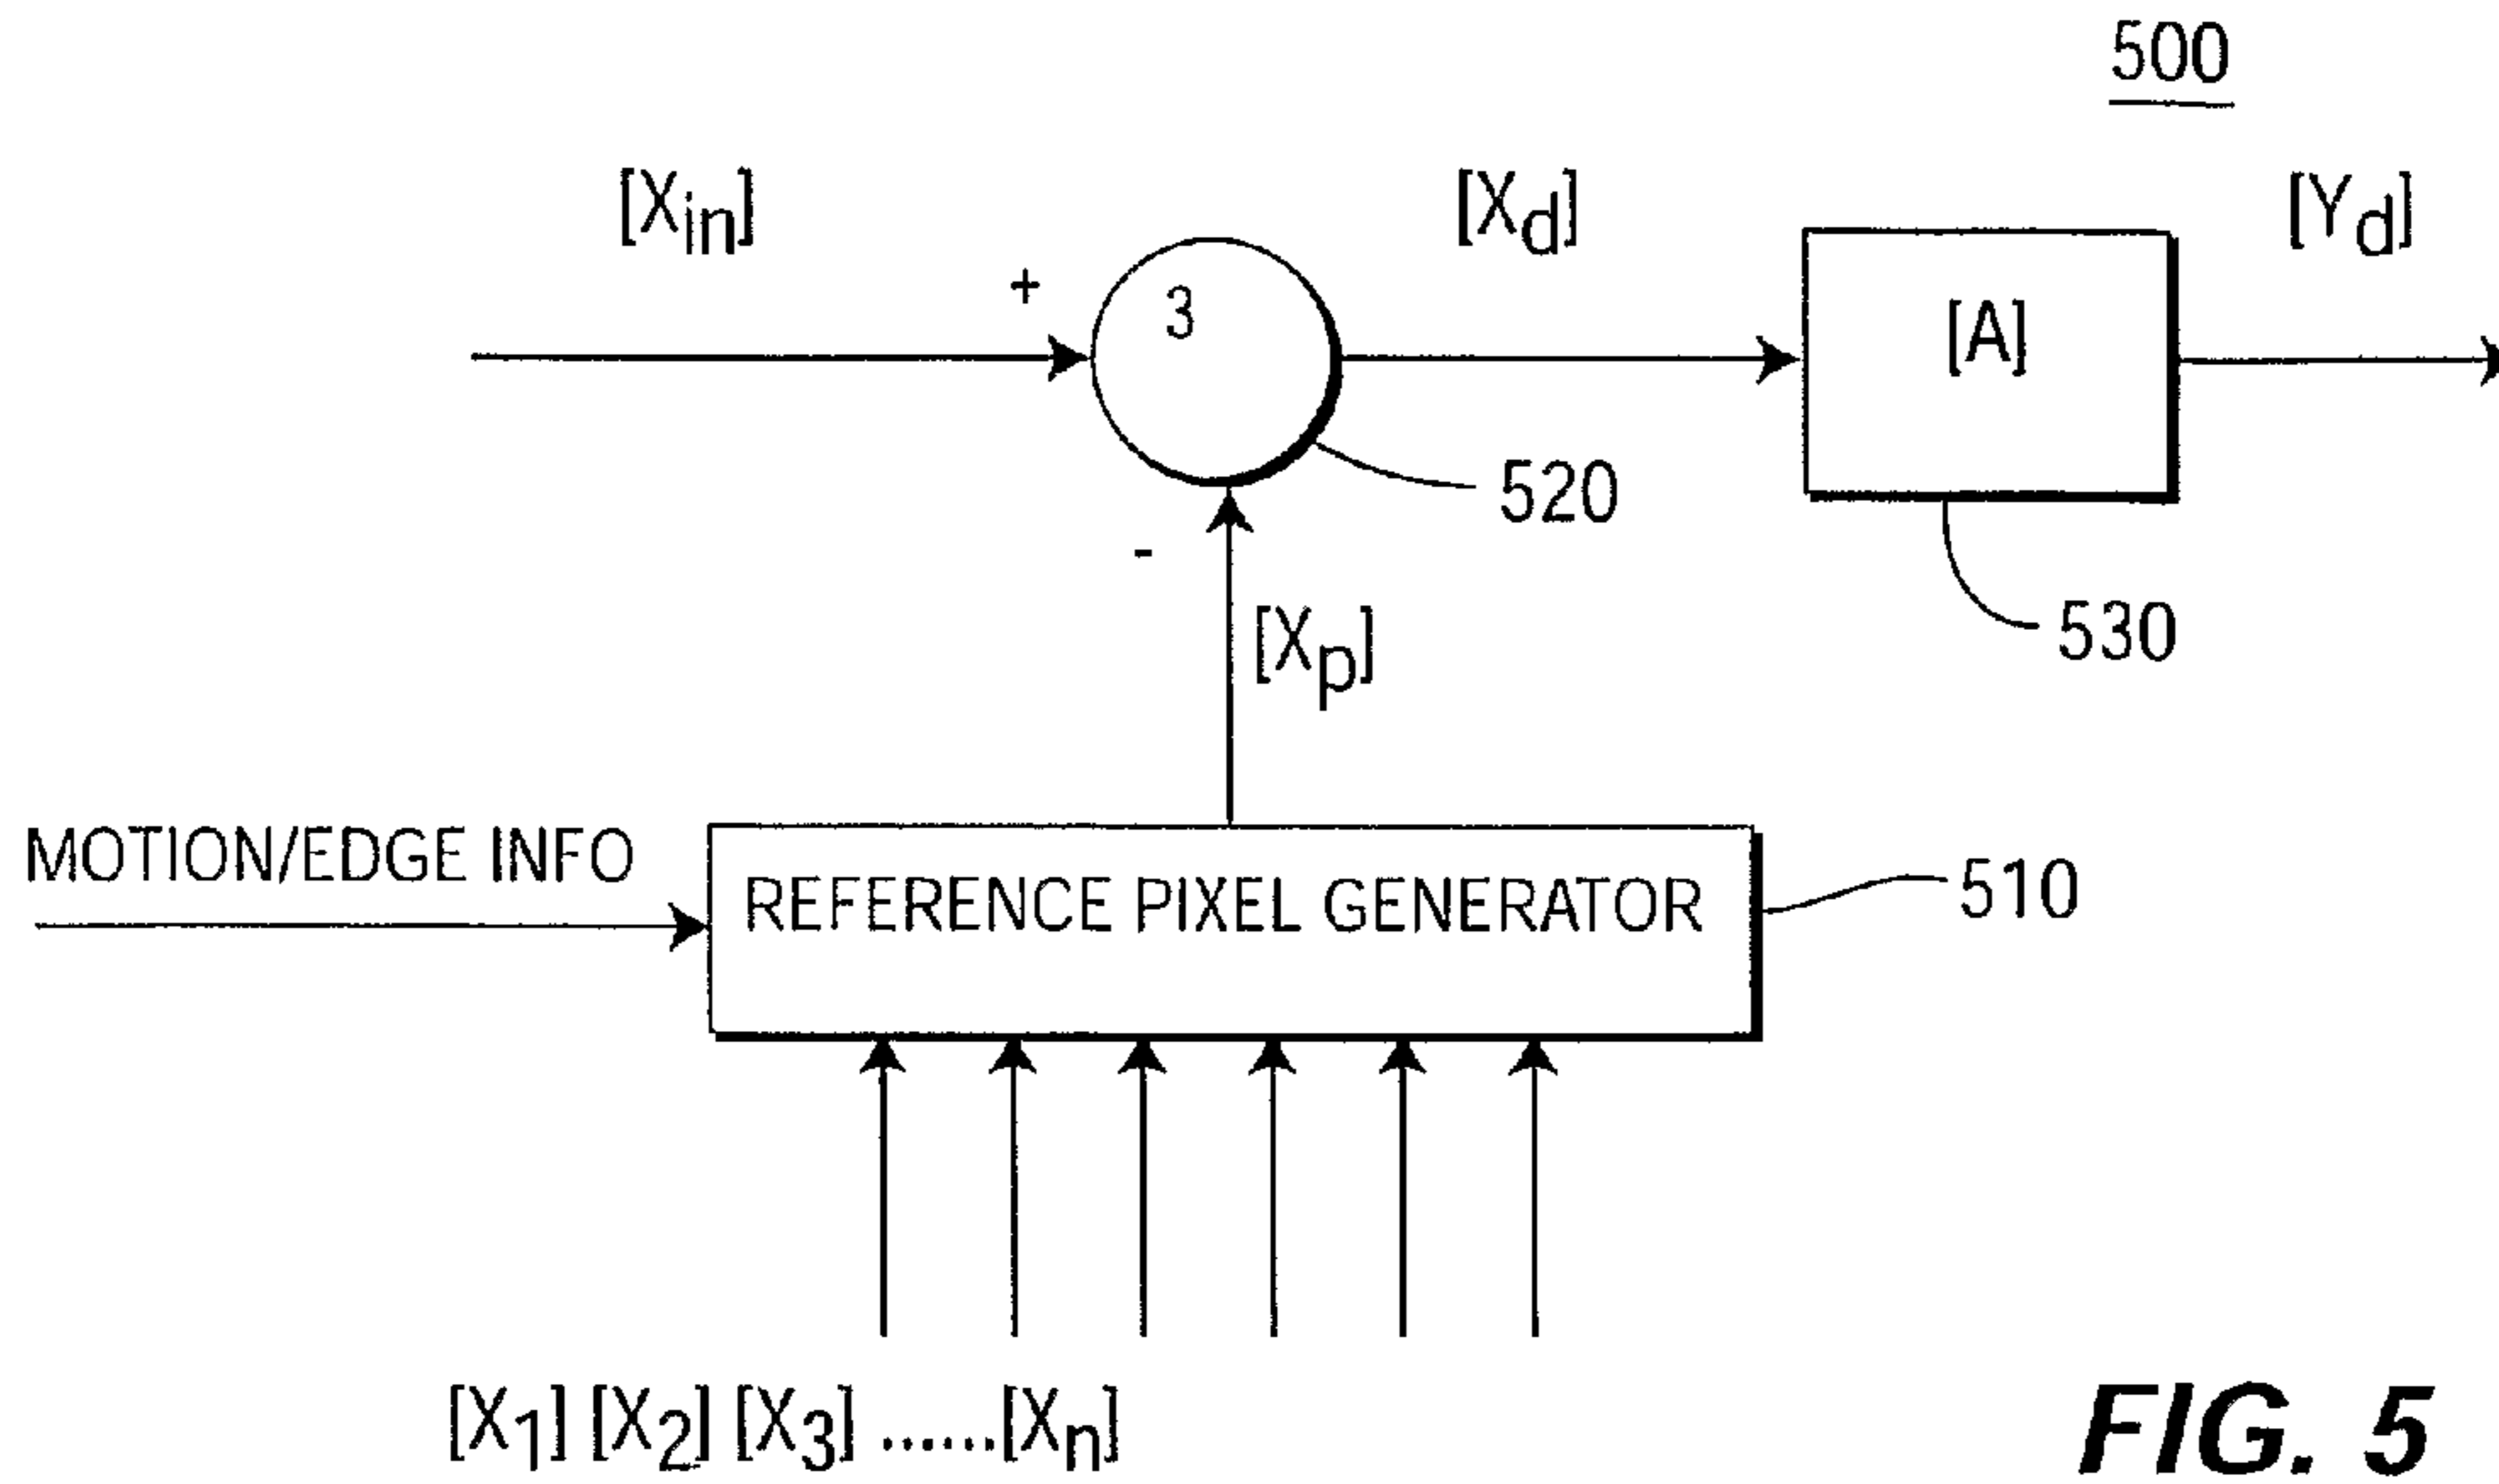 500
[Xin]
[Xd]
[Yd]
+
3
[A]
520
-
[Xp]
530
MOTION/EDGE INFO
REFERENCE PIXEL GENERATOR
510
[X1] [X2] [X3] ......[Xn]
FIG. 5